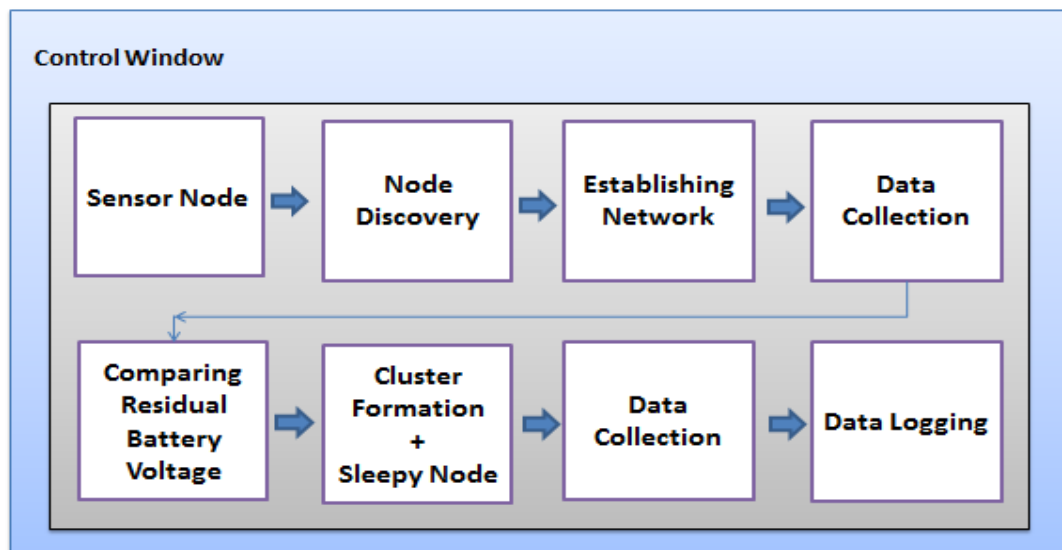 Control Window
Sensor Node
Node
Discovery
Establishing
Network
Data
Collection
Comparing
Residual
Battery
Voltage
Cluster
Formation
+
Sleepy Node
Data
Collection
Data Logging